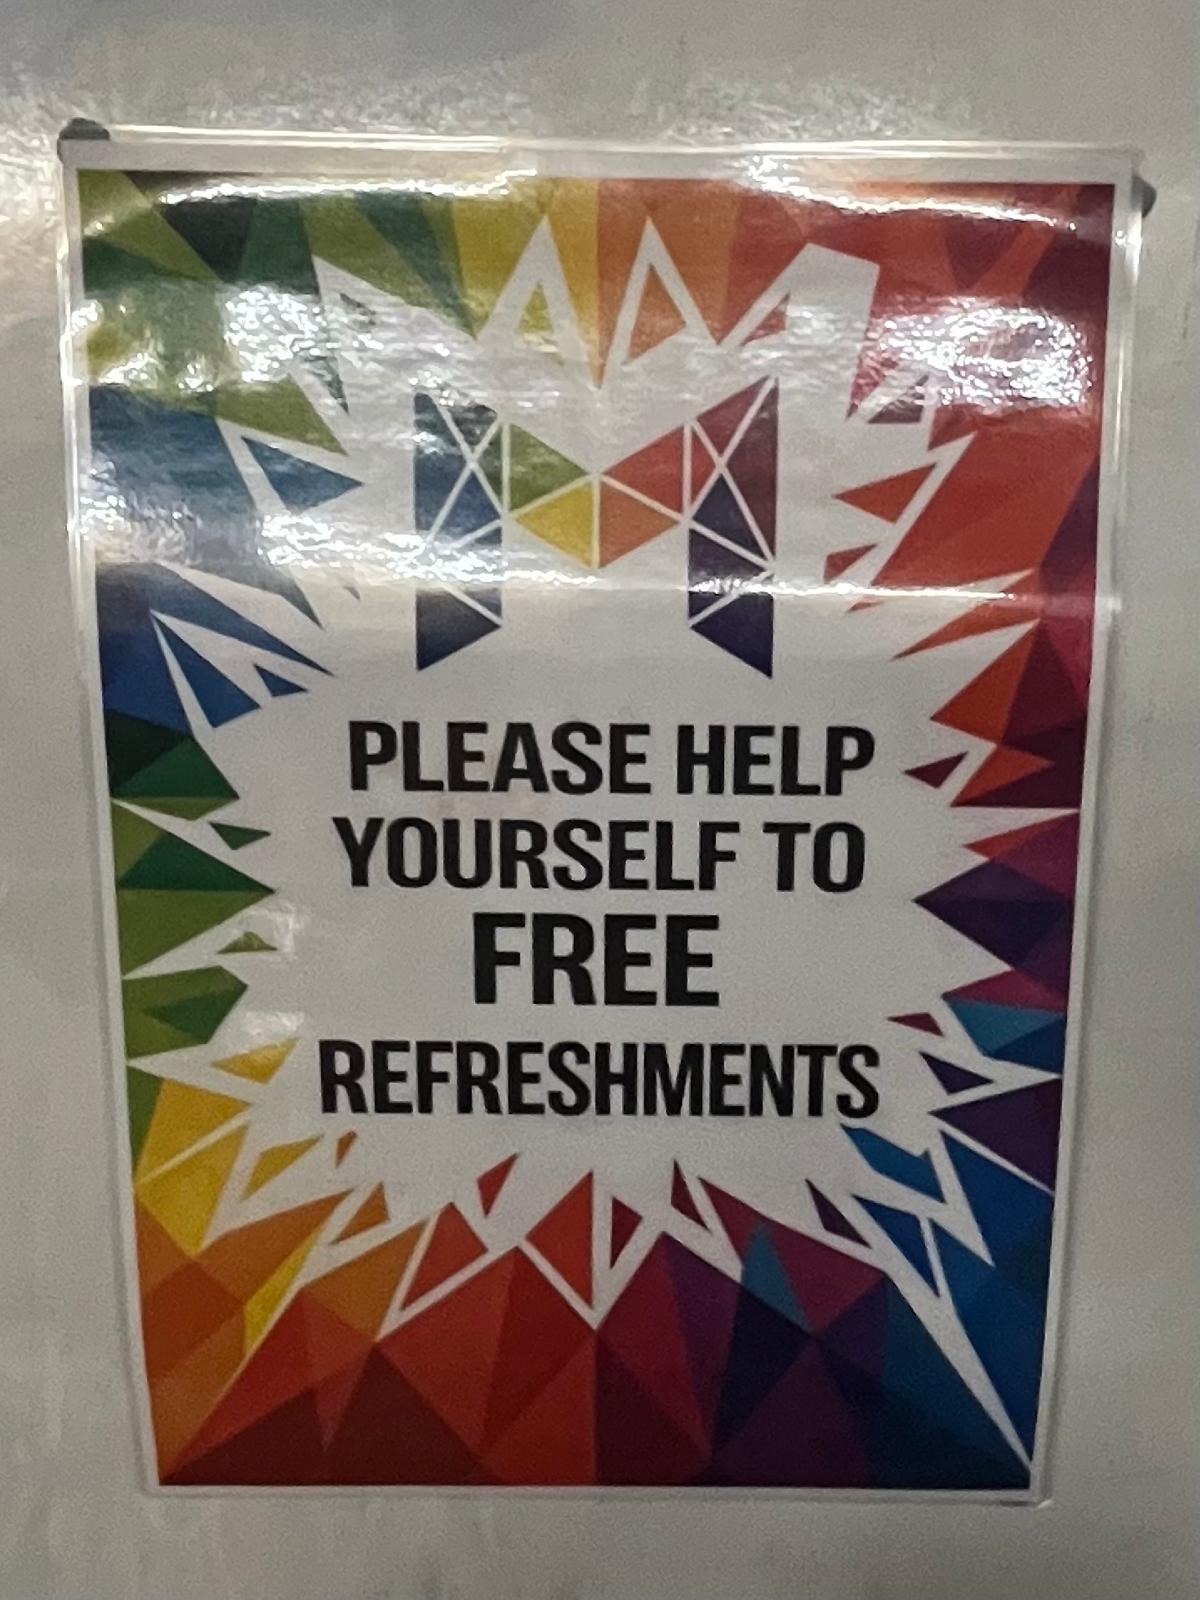 M
PLEASE HELP
YOURSELF TO
FREE
REFRESHMENTS